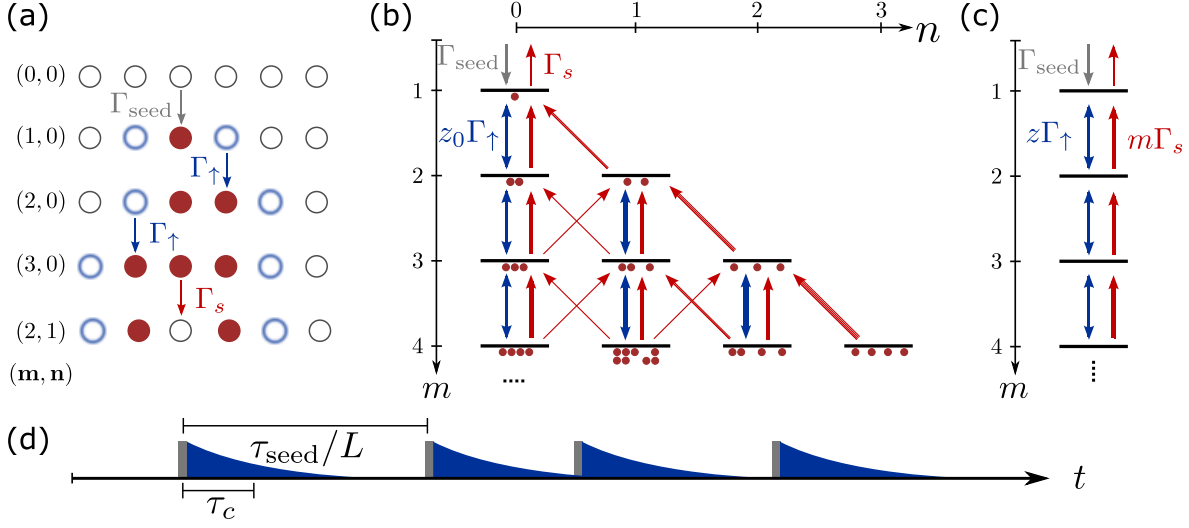 (a)
(0,0)
Γseed
(1,0)
Γ↑
(2,0)
Γ↑
(3,0)
Γs
(2,1)
(m,n)
(b)
0 1 2 3 n
Γseed Γs
1
z₀Γ↑
2
3
4
m
(c)
Γseed
1
zΓ↑ mΓs
2
3
4
m
(d)
τseed/L
τc
t